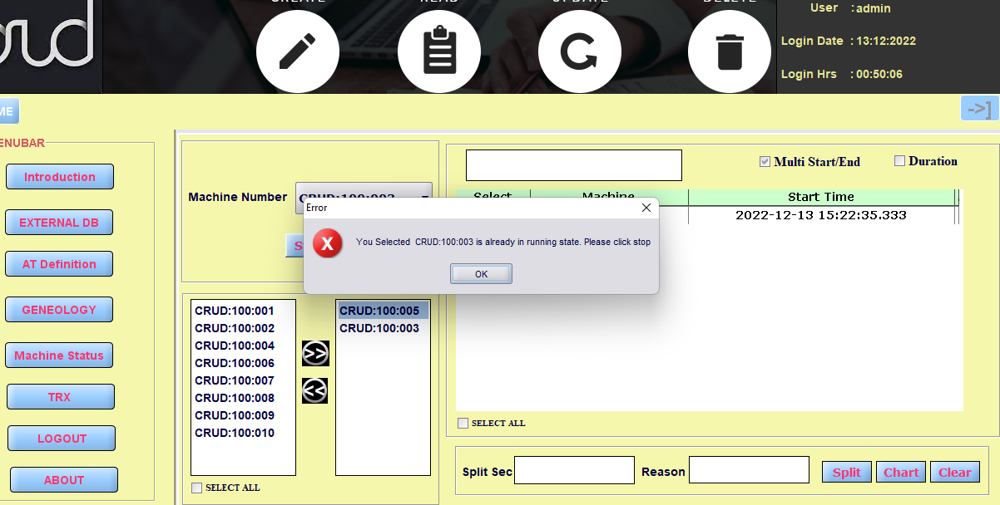 CREATE READ UPDATE DELETE
User : admin
Login Date : 13:12:2022
Login Hrs : 00:50:06
ME
->]
ENUBAR
Introduction
EXTERNAL DB
AT Definition
GENEOLOGY
Machine Status
TRX
LOGOUT
ABOUT
Machine Number CRUD:100:003
S
Error
You Selected CRUD:100:003 is already in running state. Please click stop
OK
CRUD:100:001
CRUD:100:002
CRUD:100:004
CRUD:100:006
CRUD:100:007
CRUD:100:008
CRUD:100:009
CRUD:100:010
SELECT ALL
>>
<<
CRUD:100:005
CRUD:100:003
Multi Start/End Duration
Select Machine Start Time
2022-12-13 15:22:35.333
SELECT ALL
Split Sec Reason Split Chart Clear